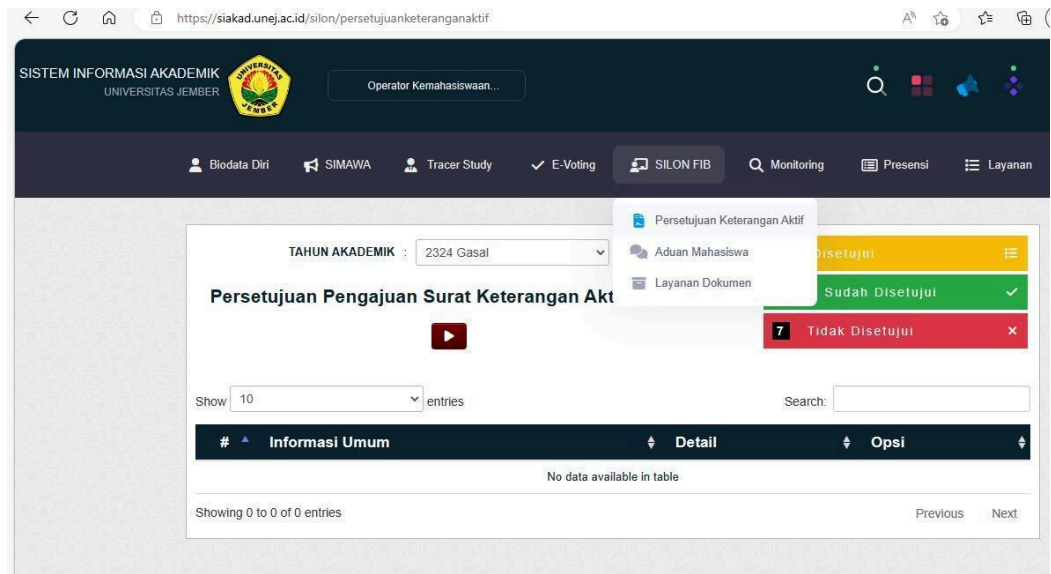 https://siakad.unej.ac.id/silon/persetujuanketeranganaktif
SISTEM INFORMASI AKADEMIK
UNIVERSITAS JEMBER
UNIVERSITAS
JEMBER
Operator Kemahasiswaan...
Biodata Diri SIMAWA Tracer Study E-Voting SILON FIB Monitoring Presensi Layanan
Persetujuan Keterangan Aktif
Aduan Mahasiswa
Layanan Dokumen
TAHUN AKADEMIK : 2324 Gasal
Disetujui
Persetujuan Pengajuan Surat Keterangan Akt
Sudah Disetujui
7 Tidak Disetujui
Show 10 entries Search:
# Informasi Umum Detail Opsi
No data available in table
Showing 0 to 0 of 0 entries Previous Next